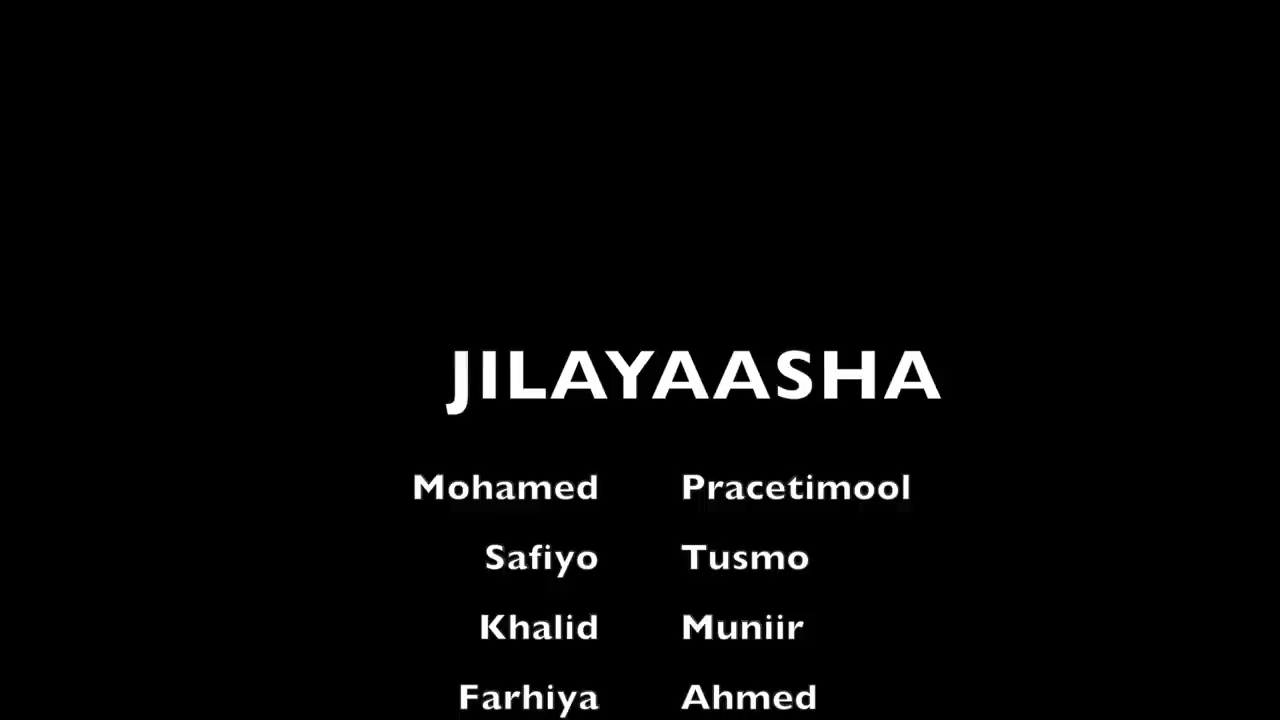 JILAYAASHA
Mohamed Pracetimool
Safiyo Tusmo
Khalid Muniir
Farhiya Ahmed